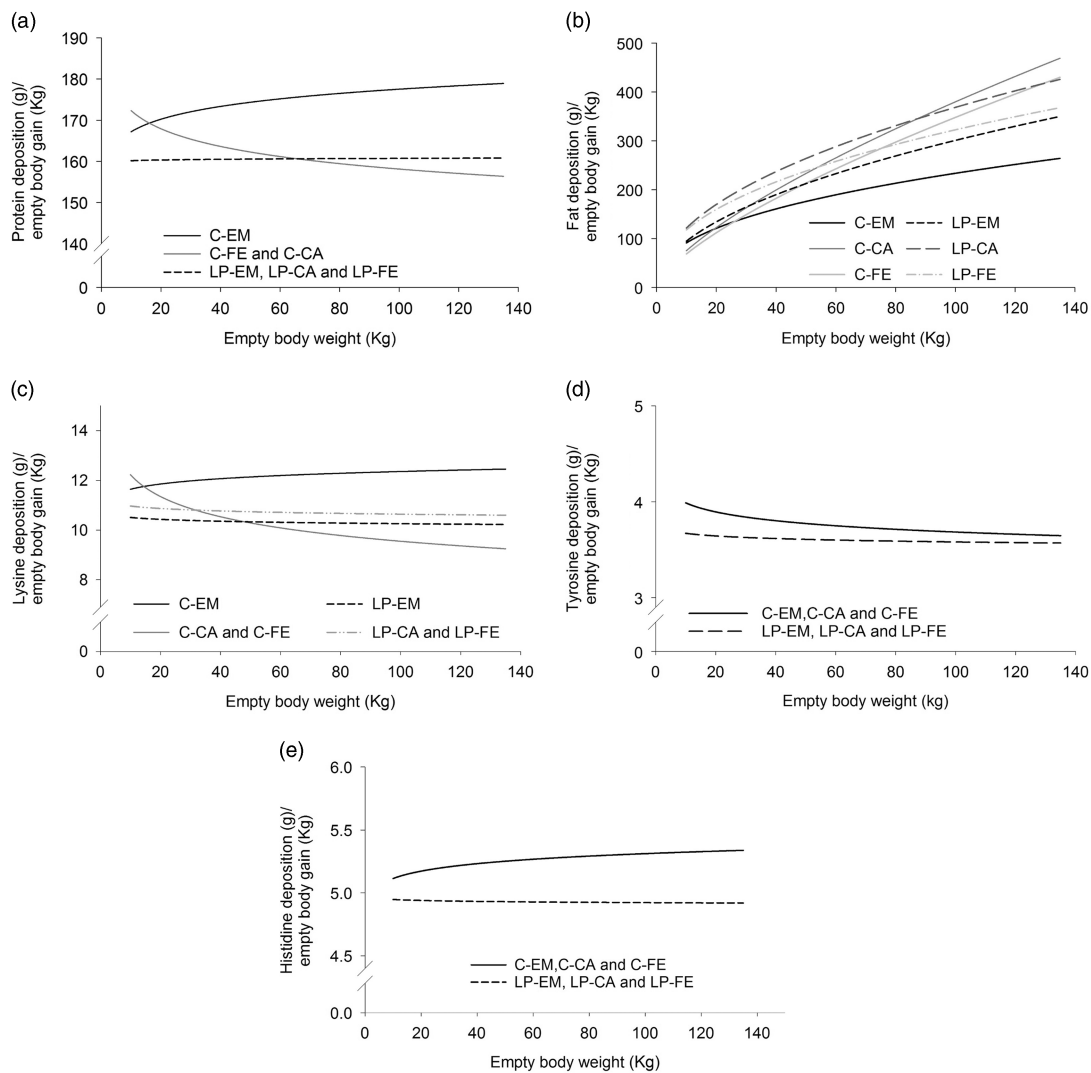 (a)
190
180
170
160
150
140
0
Protein deposition (g)/
empty body gain (Kg)
C-EM
C-FE and C-CA
LP-EM, LP-CA and LP-FE
0 20 40 60 80 100 120 140
Empty body weight (Kg)
(b)
500
400
300
200
100
0
Fat deposition (g)/
empty body gain (Kg)
C-EM LP-EM
C-CA LP-CA
C-FE LP-FE
0 20 40 60 80 100 120 140
Empty body weight (Kg)
(c)
14
12
10
8
0
Lysine deposition (g)/
empty body gain (Kg)
C-EM LP-EM
C-CA and C-FE LP-CA and LP-FE
0 20 40 60 80 100 120 140
Empty body weight (Kg)
(d)
5
4
3
0
Tyrosine deposition (g)/
empty body gain (Kg)
C-EM,C-CA and C-FE
LP-EM, LP-CA and LP-FE
0 20 40 60 80 100 120 140
Empty body weight (kg)
(e)
6.0
5.5
5.0
4.5
0.0
Histidine deposition (g)/
empty body gain (Kg)
C-EM,C-CA and C-FE
LP-EM, LP-CA and LP-FE
0 20 40 60 80 100 120 140
Empty body weight (Kg)